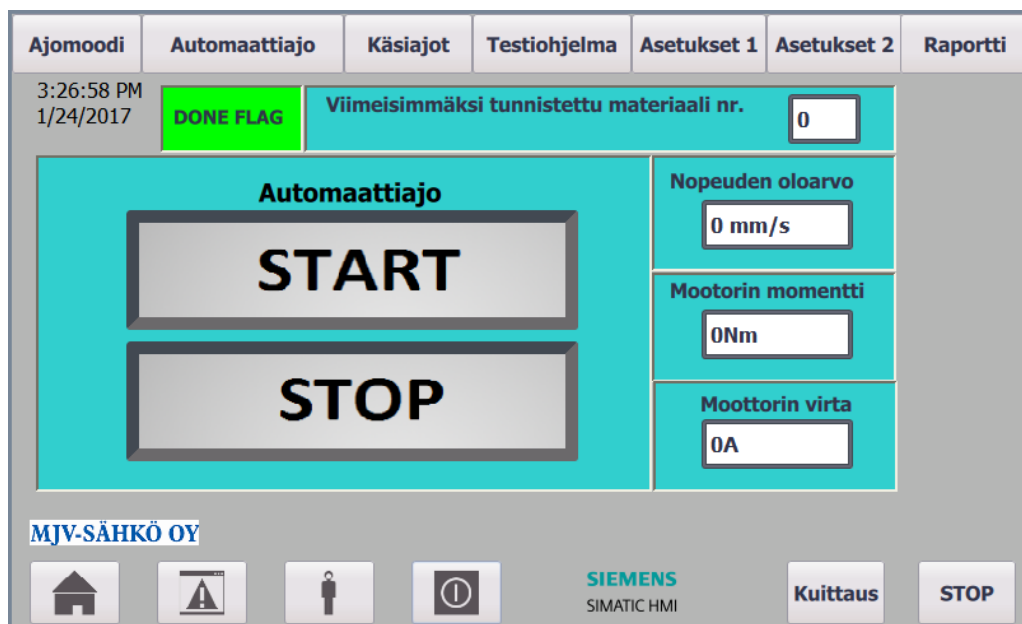 Ajomoodi
Automaattiajo
Käsiajot
Testiohjelma
Asetukset 1
Asetukset 2
Raportti
3:26:58 PM
1/24/2017
DONE FLAG
Viimeisimmäksi tunnistettu materiaali nr.
0
Automaattiajo
START
STOP
Nopeuden oloarvo
0 mm/s
Mootorin momentti
0Nm
Moottorin virta
0A
MJV-SÄHKÖ OY
SIEMENS
SIMATIC HMI
Kuittaus
STOP